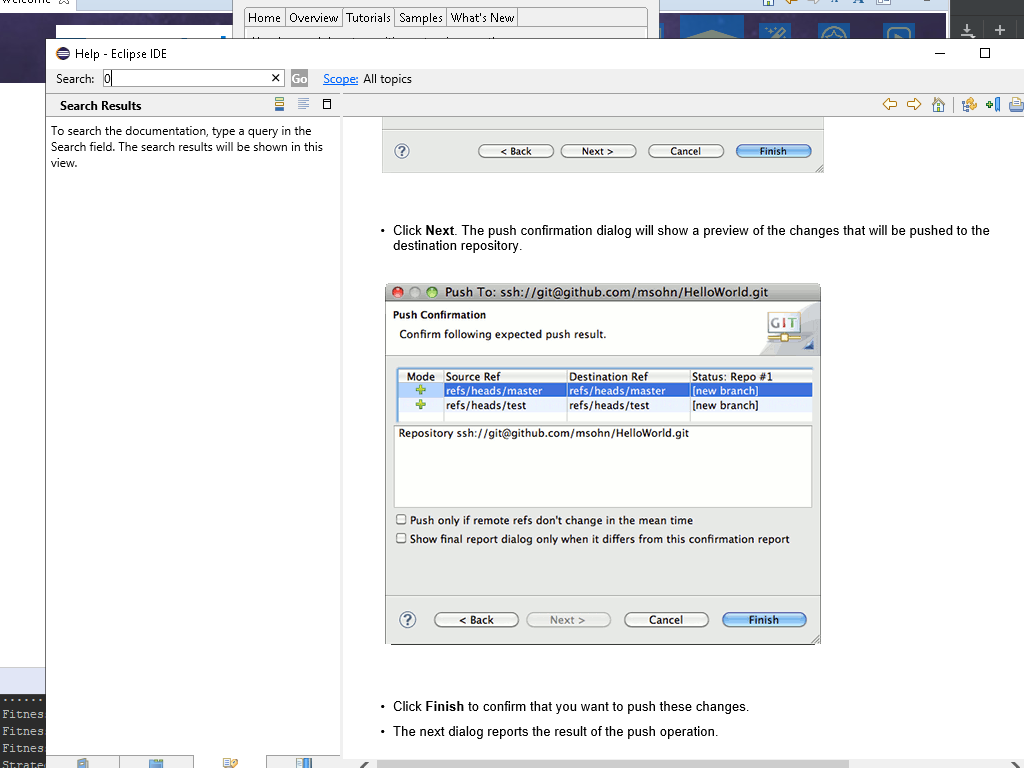 Welcome
Home Overview Tutorials Samples What's New
Help - Eclipse IDE
Search: 0 Go Scope: All topics
Search Results
To search the documentation, type a query in the
Search field. The search results will be shown in this
view.
? < Back Next > Cancel Finish
• Click Next. The push confirmation dialog will show a preview of the changes that will be pushed to the
destination repository.
Push To: ssh://git@github.com/msohn/HelloWorld.git
Push Confirmation
Confirm following expected push result.
GIT
Mode Source Ref Destination Ref Status: Repo #1
refs/heads/master refs/heads/master [new branch]
refs/heads/test refs/heads/test [new branch]
Repository ssh://git@github.com/msohn/HelloWorld.git
Push only if remote refs don't change in the mean time
Show final report dialog only when it differs from this confirmation report
? < Back Next > Cancel Finish
• Click Finish to confirm that you want to push these changes.
• The next dialog reports the result of the push operation.
Fitnes
Fitnes
Fitnes
Strate